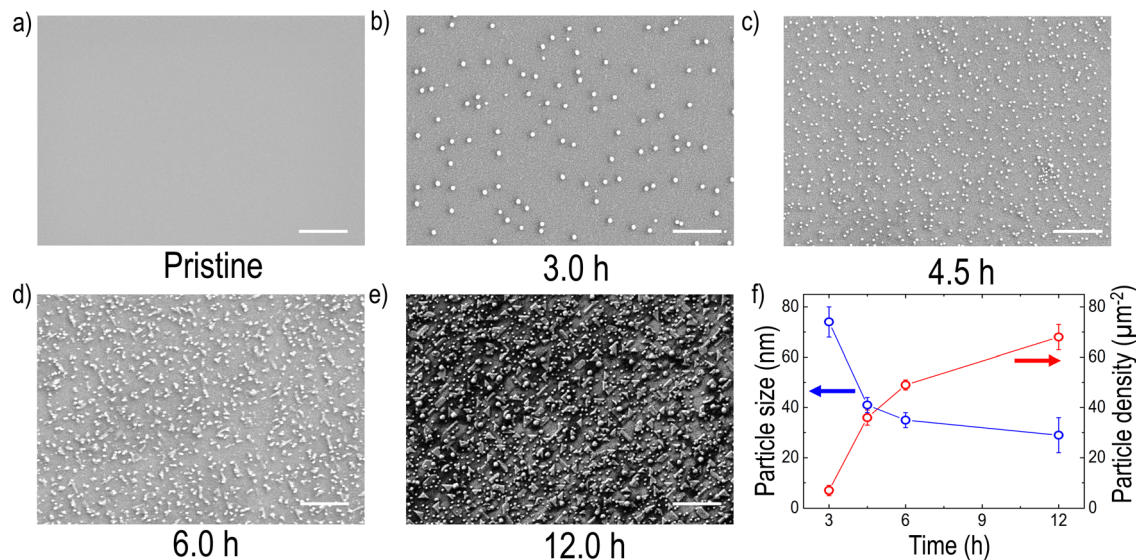 a)
b)
c)
Pristine
3.0 h
4.5 h
d)
e)
f)
6.0 h
12.0 h
Particle size (nm)
80
60
40
20
0
3
6
9
12
Time (h)
80
60
40
20
0
Particle density (μm⁻²)